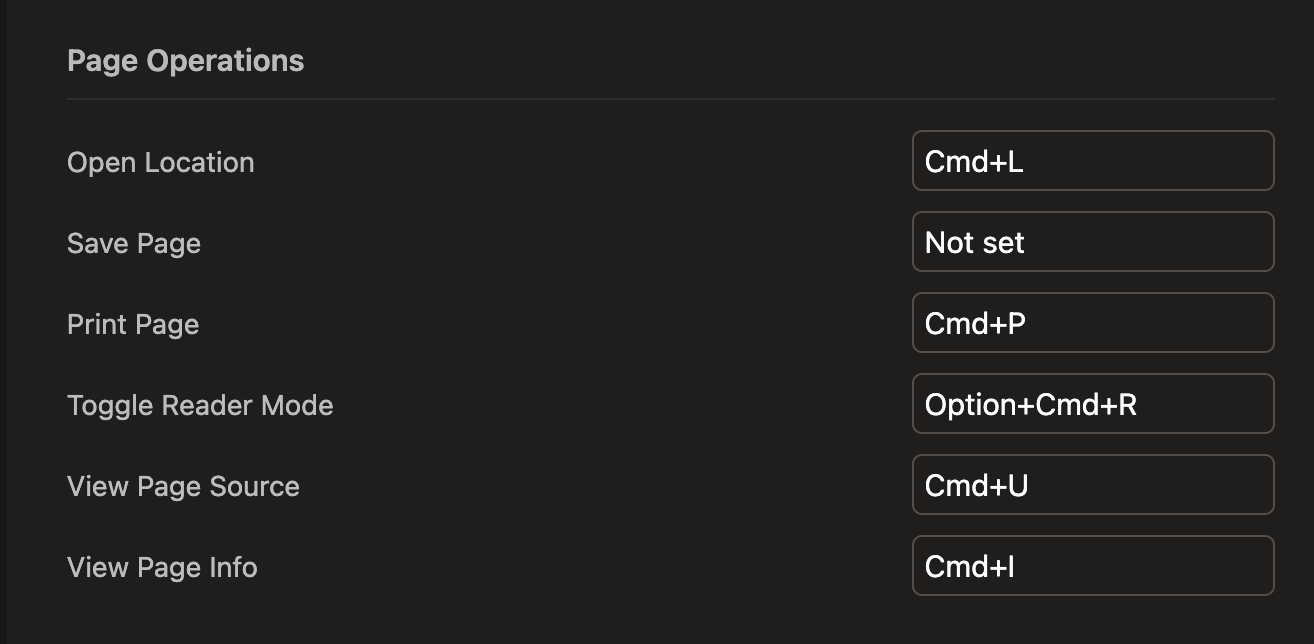 Page Operations
Open Location Cmd+L
Save Page Not set
Print Page Cmd+P
Toggle Reader Mode Option+Cmd+R
View Page Source Cmd+U
View Page Info Cmd+I